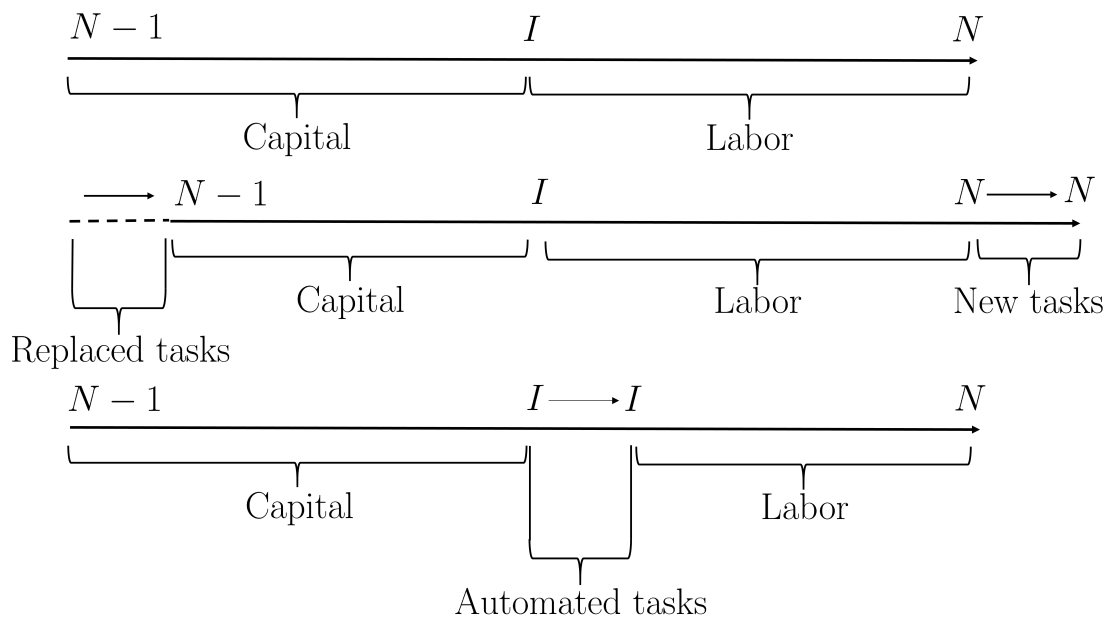 N − 1 I N
Capital Labor
N − 1 I N N
Capital Labor New tasks
Replaced tasks
N − 1 I I N
Capital Labor
Automated tasks